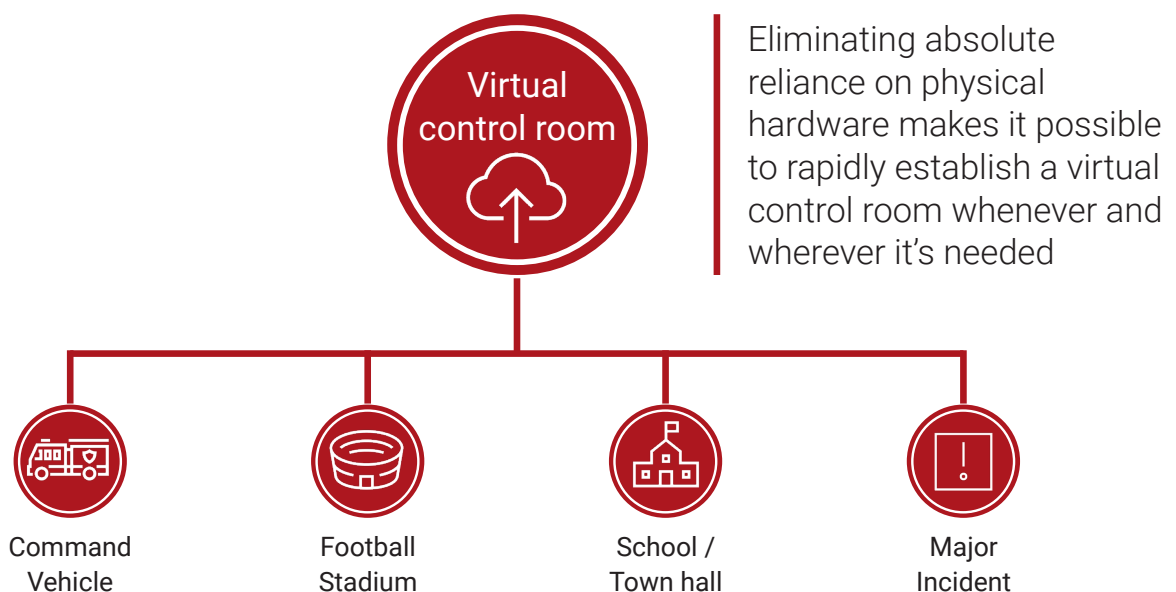 Virtual
control room
Eliminating absolute
reliance on physical
hardware makes it possible
to rapidly establish a virtual
control room whenever and
wherever it's needed
Command
Vehicle
Football
Stadium
School /
Town hall
Major
Incident